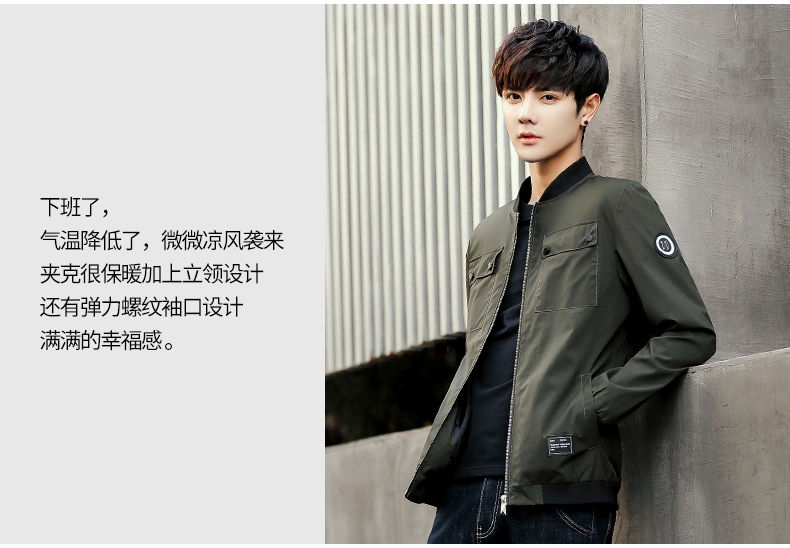 下班了，
气温降低了，微微凉风袭来
夹克很保暖加上立领设计
还有弹力螺纹袖口设计
满满的幸福感。